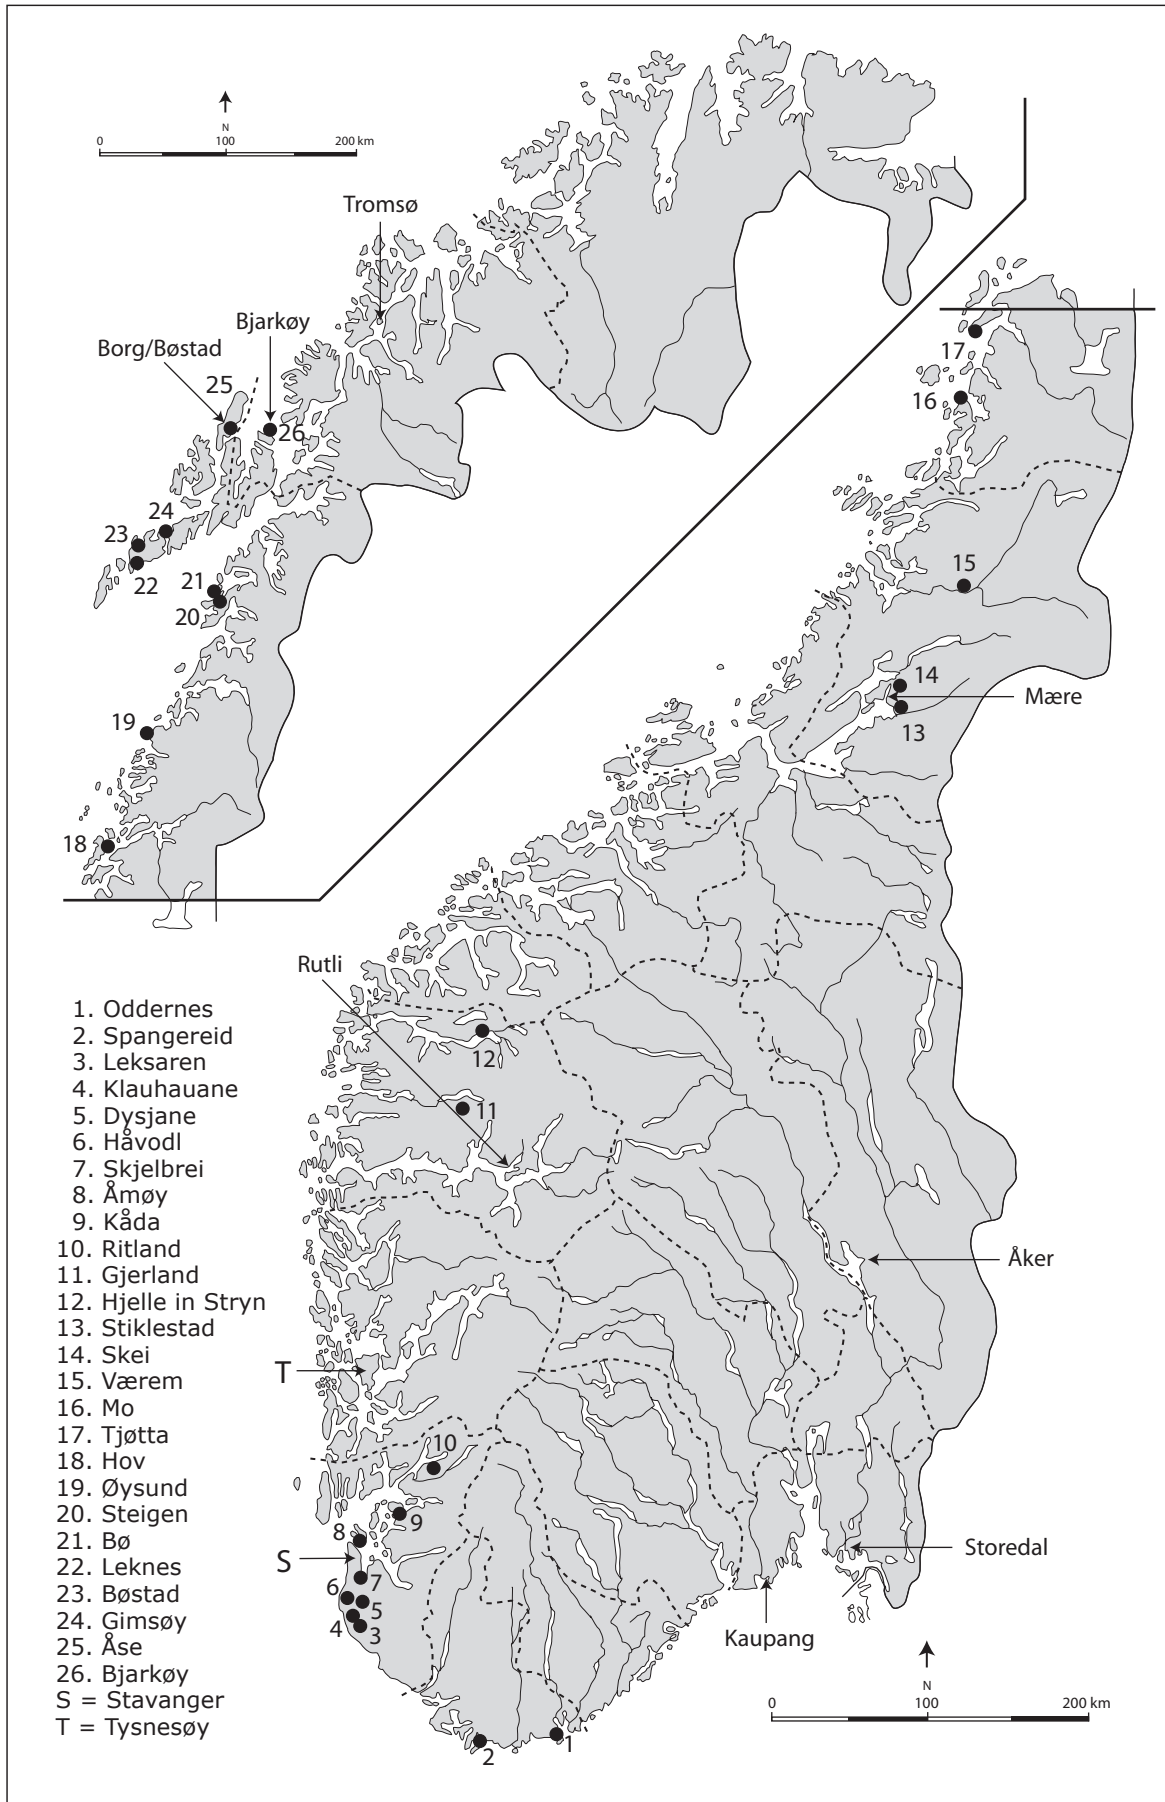 N
0 100 200 km
Tromsø
Bjarkøy
Borg/Bøstad
25
26
24
23
22
21
20
19
18
17
16
15
14
Mære
13
Rutli
12
11
Åker
T
10
9
8
S
7
6
5
4
3
Storedal
Kaupang
2
1
N
0 100 200 km
1. Oddernes
2. Spangereid
3. Leksaren
4. Klauhauane
5. Dysjane
6. Håvodl
7. Skjelbrei
8. Åmøy
9. Kåda
10. Ritland
11. Gjerland
12. Hjelle in Stryn
13. Stiklestad
14. Skei
15. Værem
16. Mo
17. Tjøtta
18. Hov
19. Øysund
20. Steigen
21. Bø
22. Leknes
23. Bøstad
24. Gimsøy
25. Åse
26. Bjarkøy
S = Stavanger
T = Tysnesøy